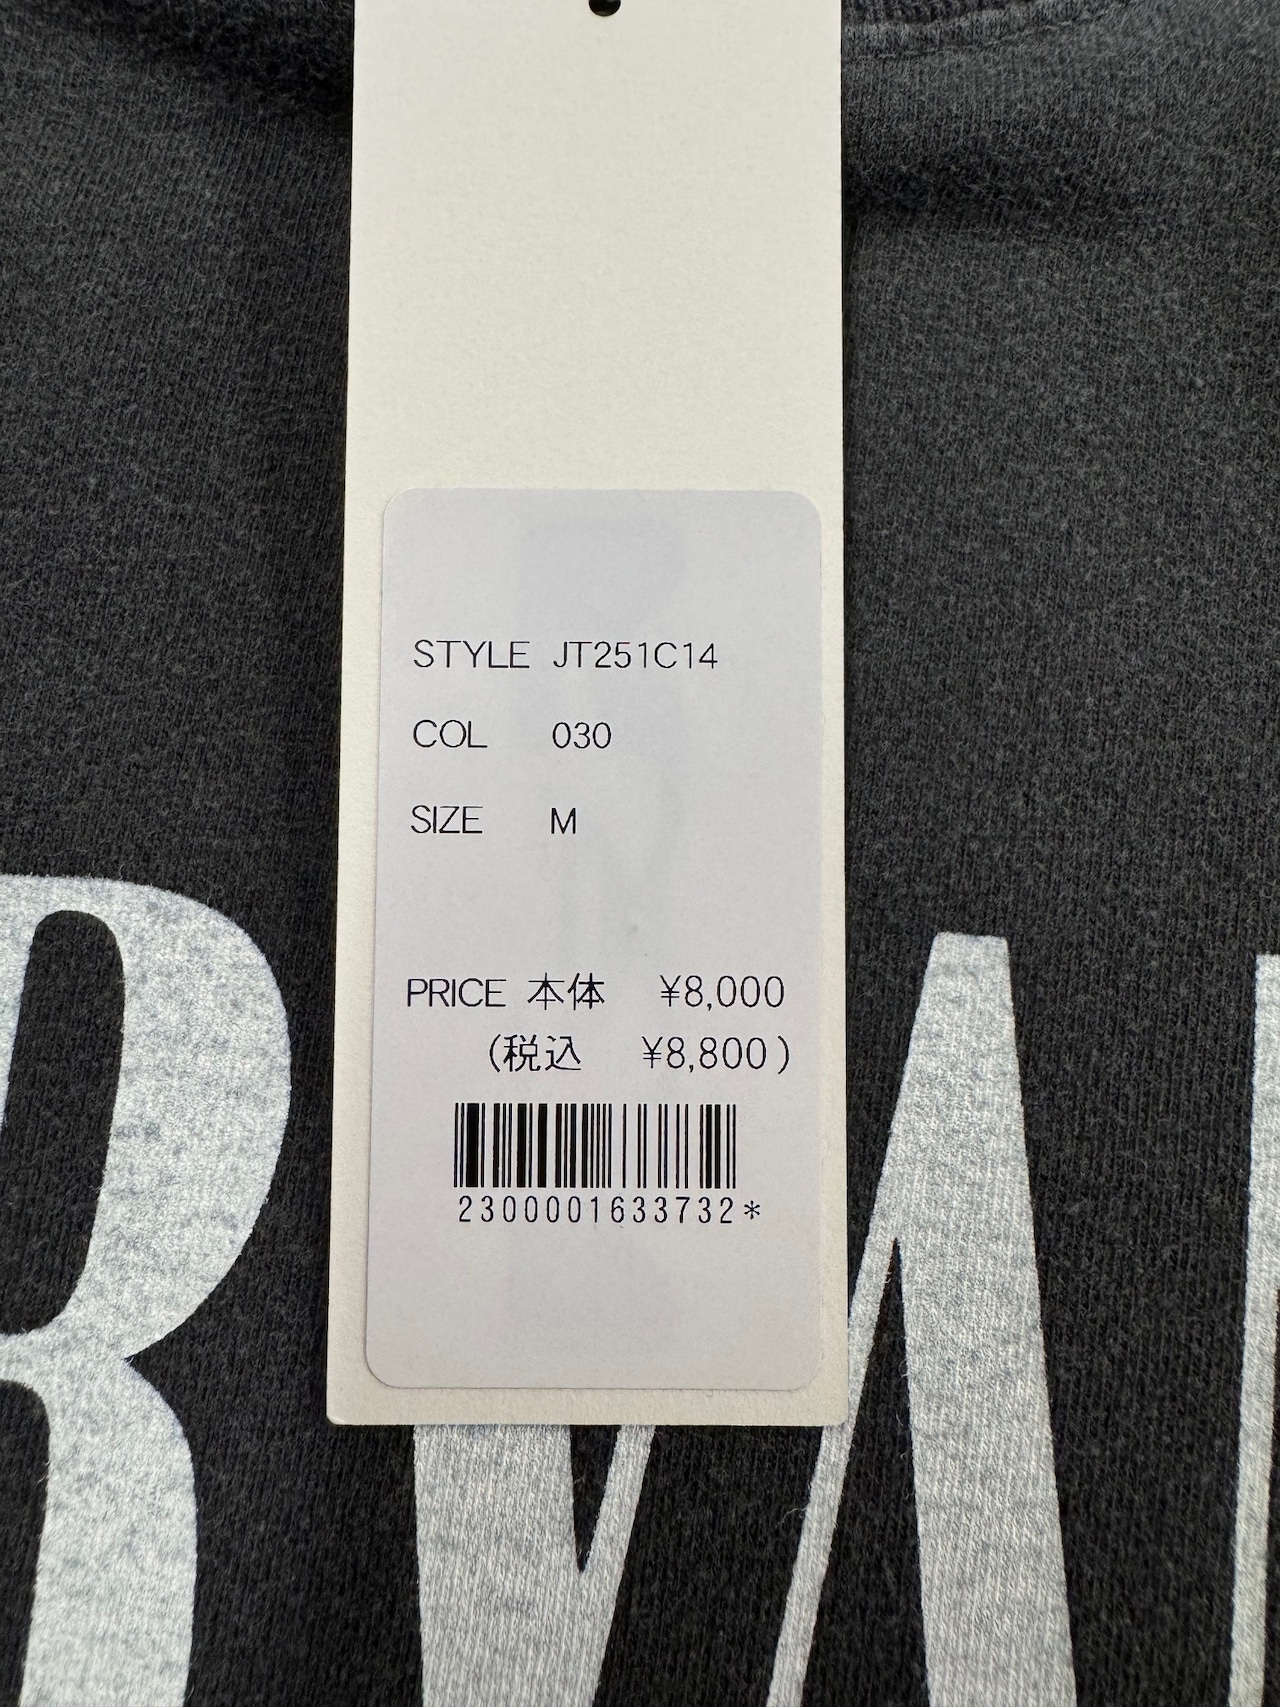 STYLE JT251C14
COL 030
SIZE M
PRICE 本体 ¥8,000
(税込 ¥8,800)
2300001633732*